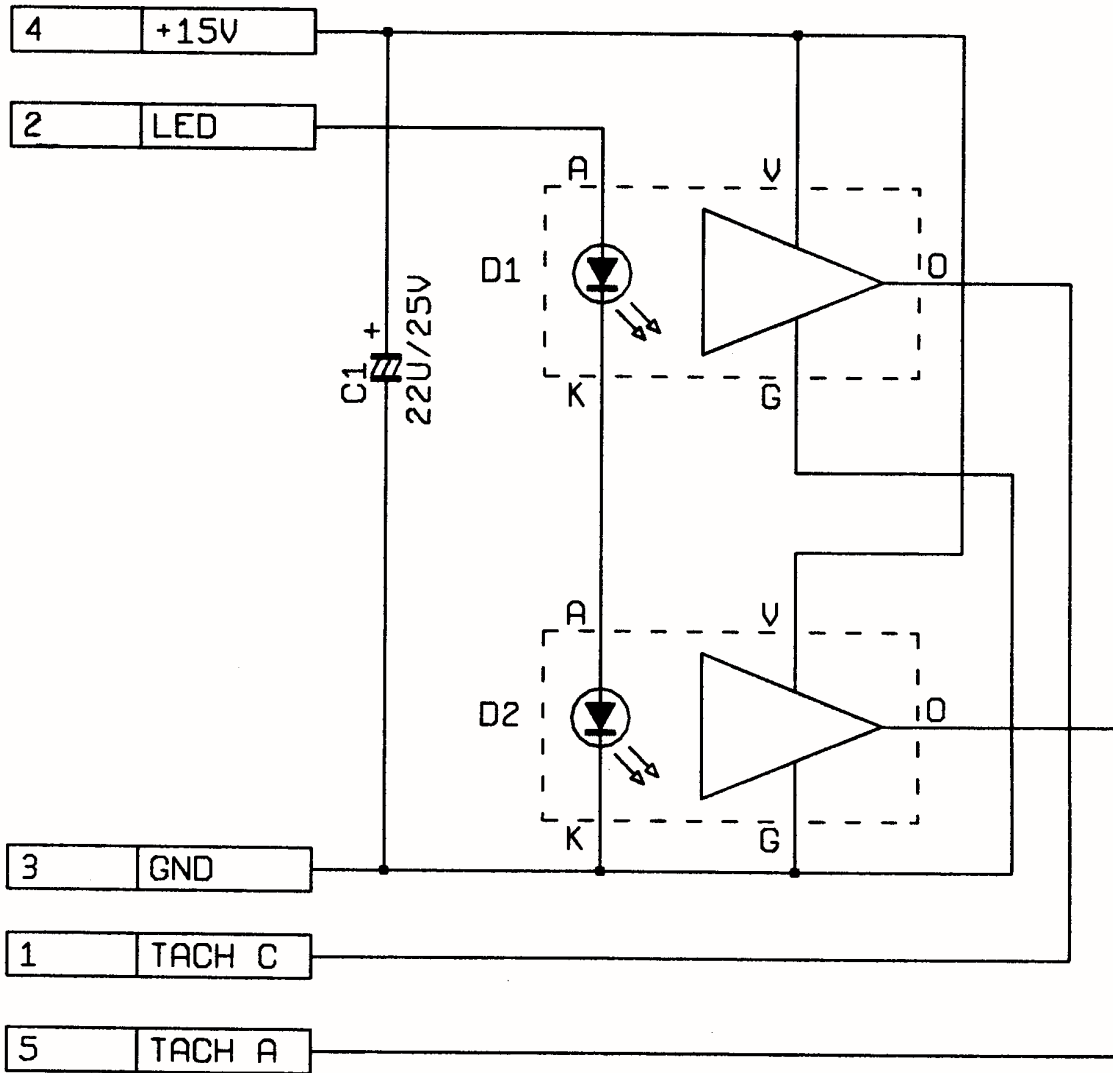 4 +15V
2 LED
A V
D1 O
K G
+
C1 22U/25V
A V
D2 O
K G
3 GND
1 TACH C
5 TACH A